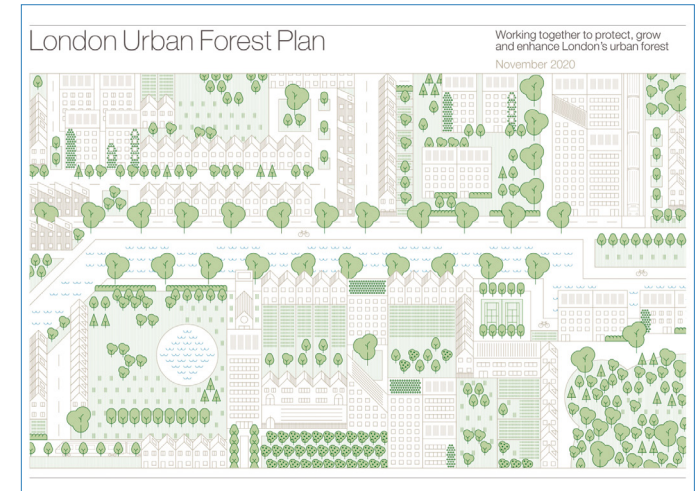 London Urban Forest Plan
Working together to protect, grow
and enhance London's urban forest
November 2020